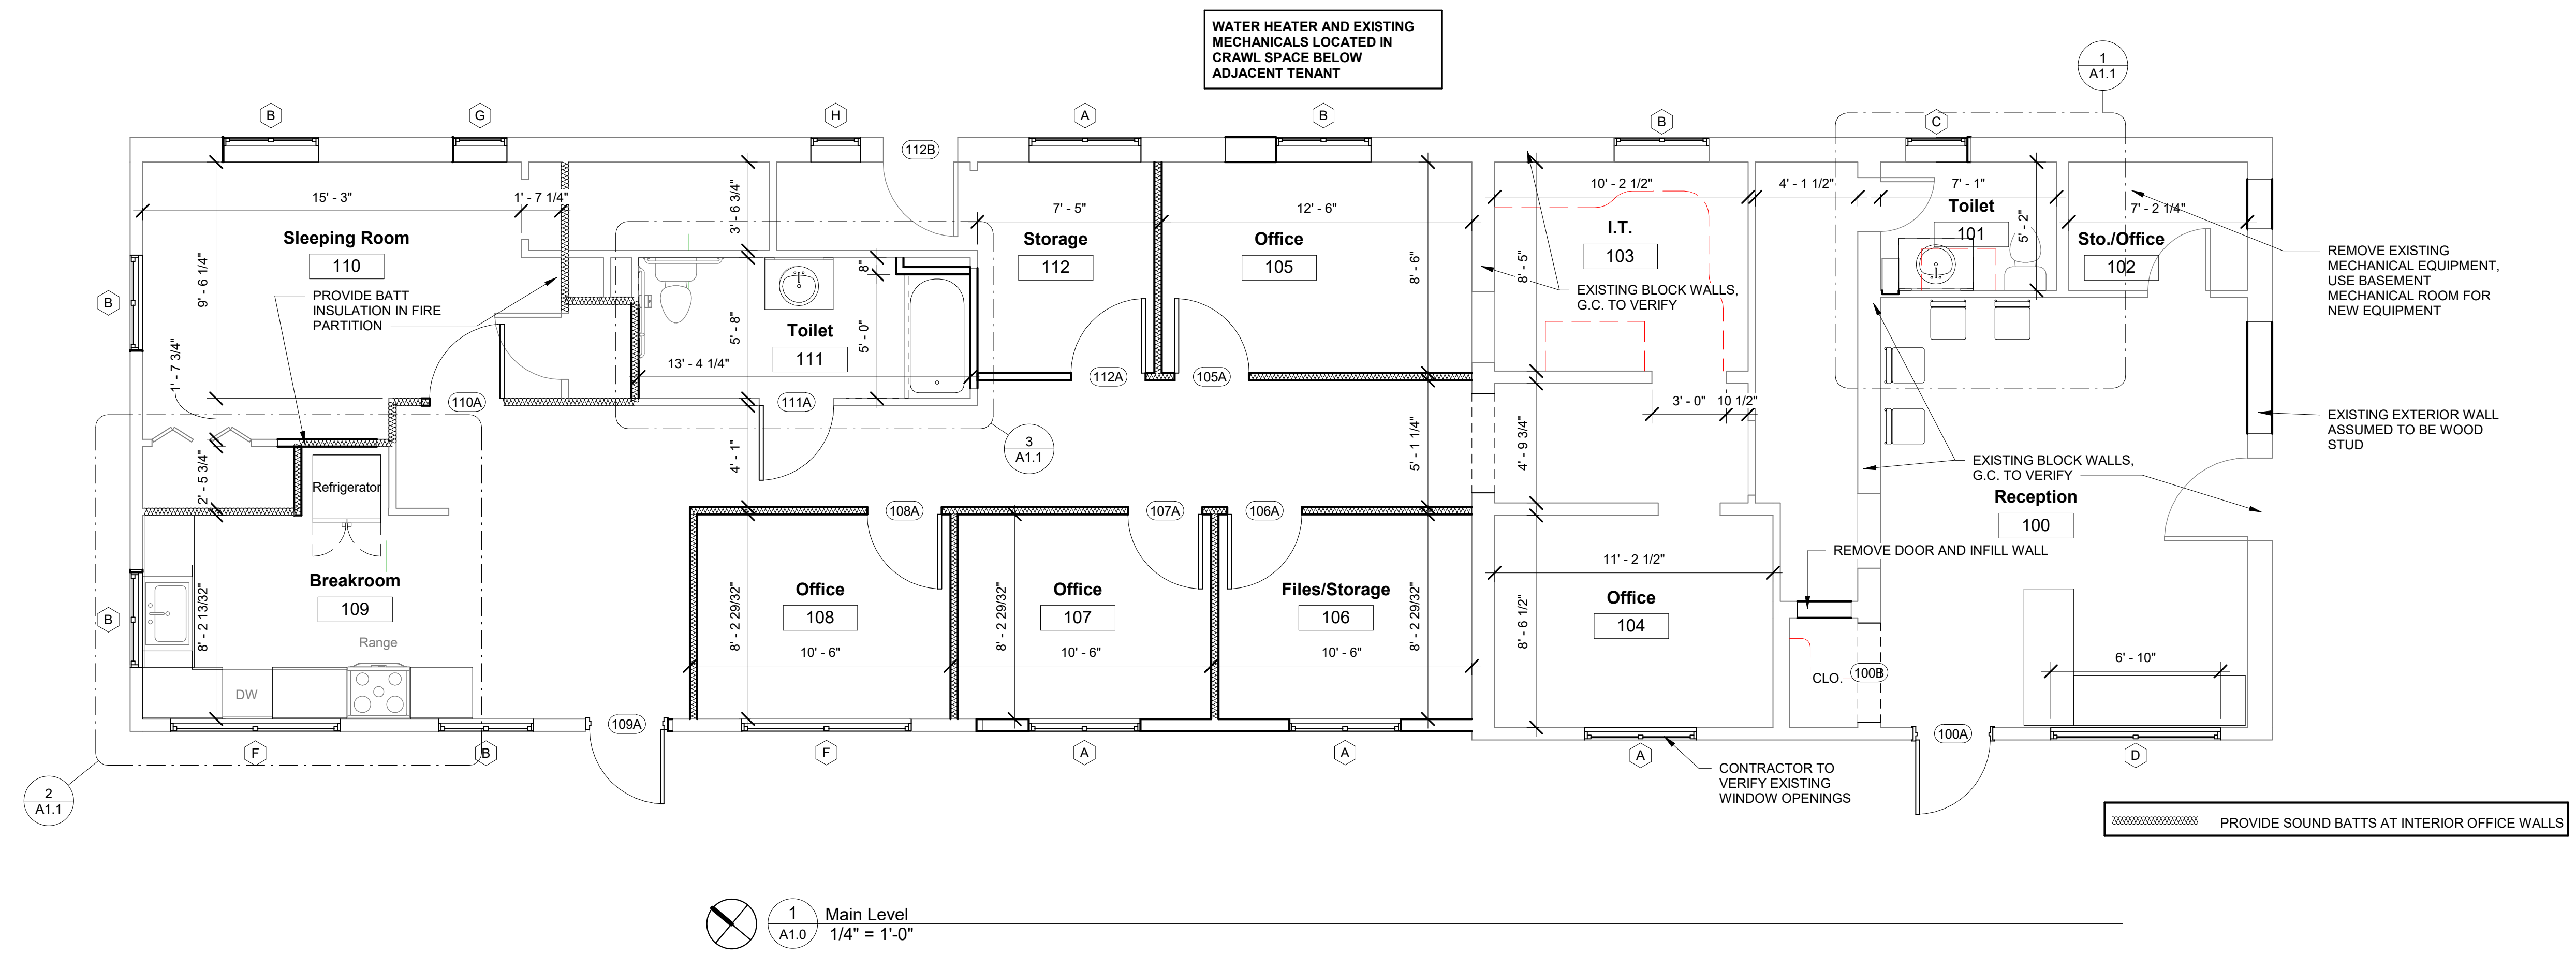 WATER HEATER AND EXISTING
MECHANICALS LOCATED IN
CRAWL SPACE BELOW
ADJACENT TENANT
1
A1.1
B
G
H
A
B
B
C
112B
15' - 3"
1' - 7 1/4"
3' - 6 3/4"
7' - 5"
12' - 6"
10' - 2 1/2"
4' - 1 1/2"
7' - 1"
7' - 2 1/4"
Sleeping Room
110
9' - 6 1/4"
Storage
112
Office
105
8' - 6"
I.T.
103
8' - 5"
Toilet
101
5' - 2"
Sto./Office
102
REMOVE EXISTING
MECHANICAL EQUIPMENT,
USE BASEMENT
MECHANICAL ROOM FOR
NEW EQUIPMENT
B
PROVIDE BATT
INSULATION IN FIRE
PARTITION
8"
EXISTING BLOCK WALLS,
G.C. TO VERIFY
5' - 8"
Toilet
111
5' - 0"
13' - 4 1/4"
1' - 7 3/4"
110A
111A
112A
105A
3' - 0"
10 1/2"
EXISTING EXTERIOR WALL
ASSUMED TO BE WOOD
STUD
3
A1.1
4' - 1"
5' - 1 1/4"
4' - 9 3/4"
EXISTING BLOCK WALLS,
G.C. TO VERIFY
2' - 5 3/4"
Refrigerator
108A
107A
106A
Reception
100
REMOVE DOOR AND INFILL WALL
Breakroom
109
B
8' - 2 13/32"
Range
DW
Office
108
8' - 2 29/32"
10' - 6"
Office
107
8' - 2 29/32"
10' - 6"
Files/Storage
106
8' - 2 29/32"
10' - 6"
11' - 2 1/2"
Office
104
8' - 6 1/2"
CLO.
100B
6' - 10"
109A
100A
F
B
F
A
A
A
D
2
A1.1
CONTRACTOR TO
VERIFY EXISTING
WINDOW OPENINGS
PROVIDE SOUND BATTS AT INTERIOR OFFICE WALLS
1
A1.0
Main Level
1/4" = 1'-0"